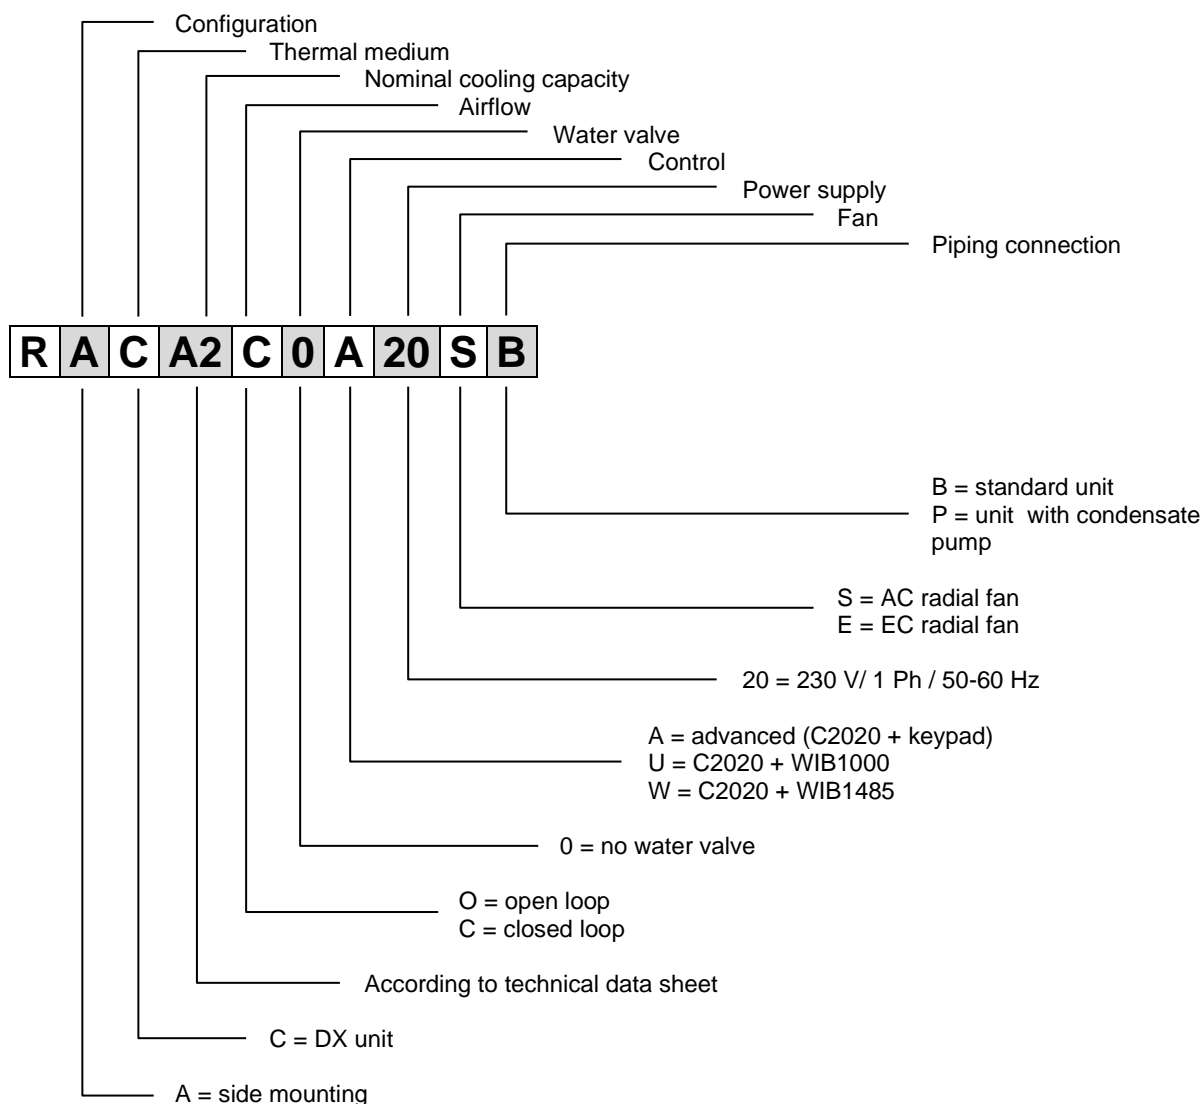 Configuration
Thermal medium
Nominal cooling capacity
Airflow
Water valve
Control
Power supply
Fan
Piping connection
R A C A2 C 0 A 20 S B
B = standard unit
P = unit with condensate
pump
S = AC radial fan
E = EC radial fan
20 = 230 V/ 1 Ph / 50-60 Hz
A = advanced (C2020 + keypad)
U = C2020 + WIB1000
W = C2020 + WIB1485
0 = no water valve
O = open loop
C = closed loop
According to technical data sheet
C = DX unit
A = side mounting